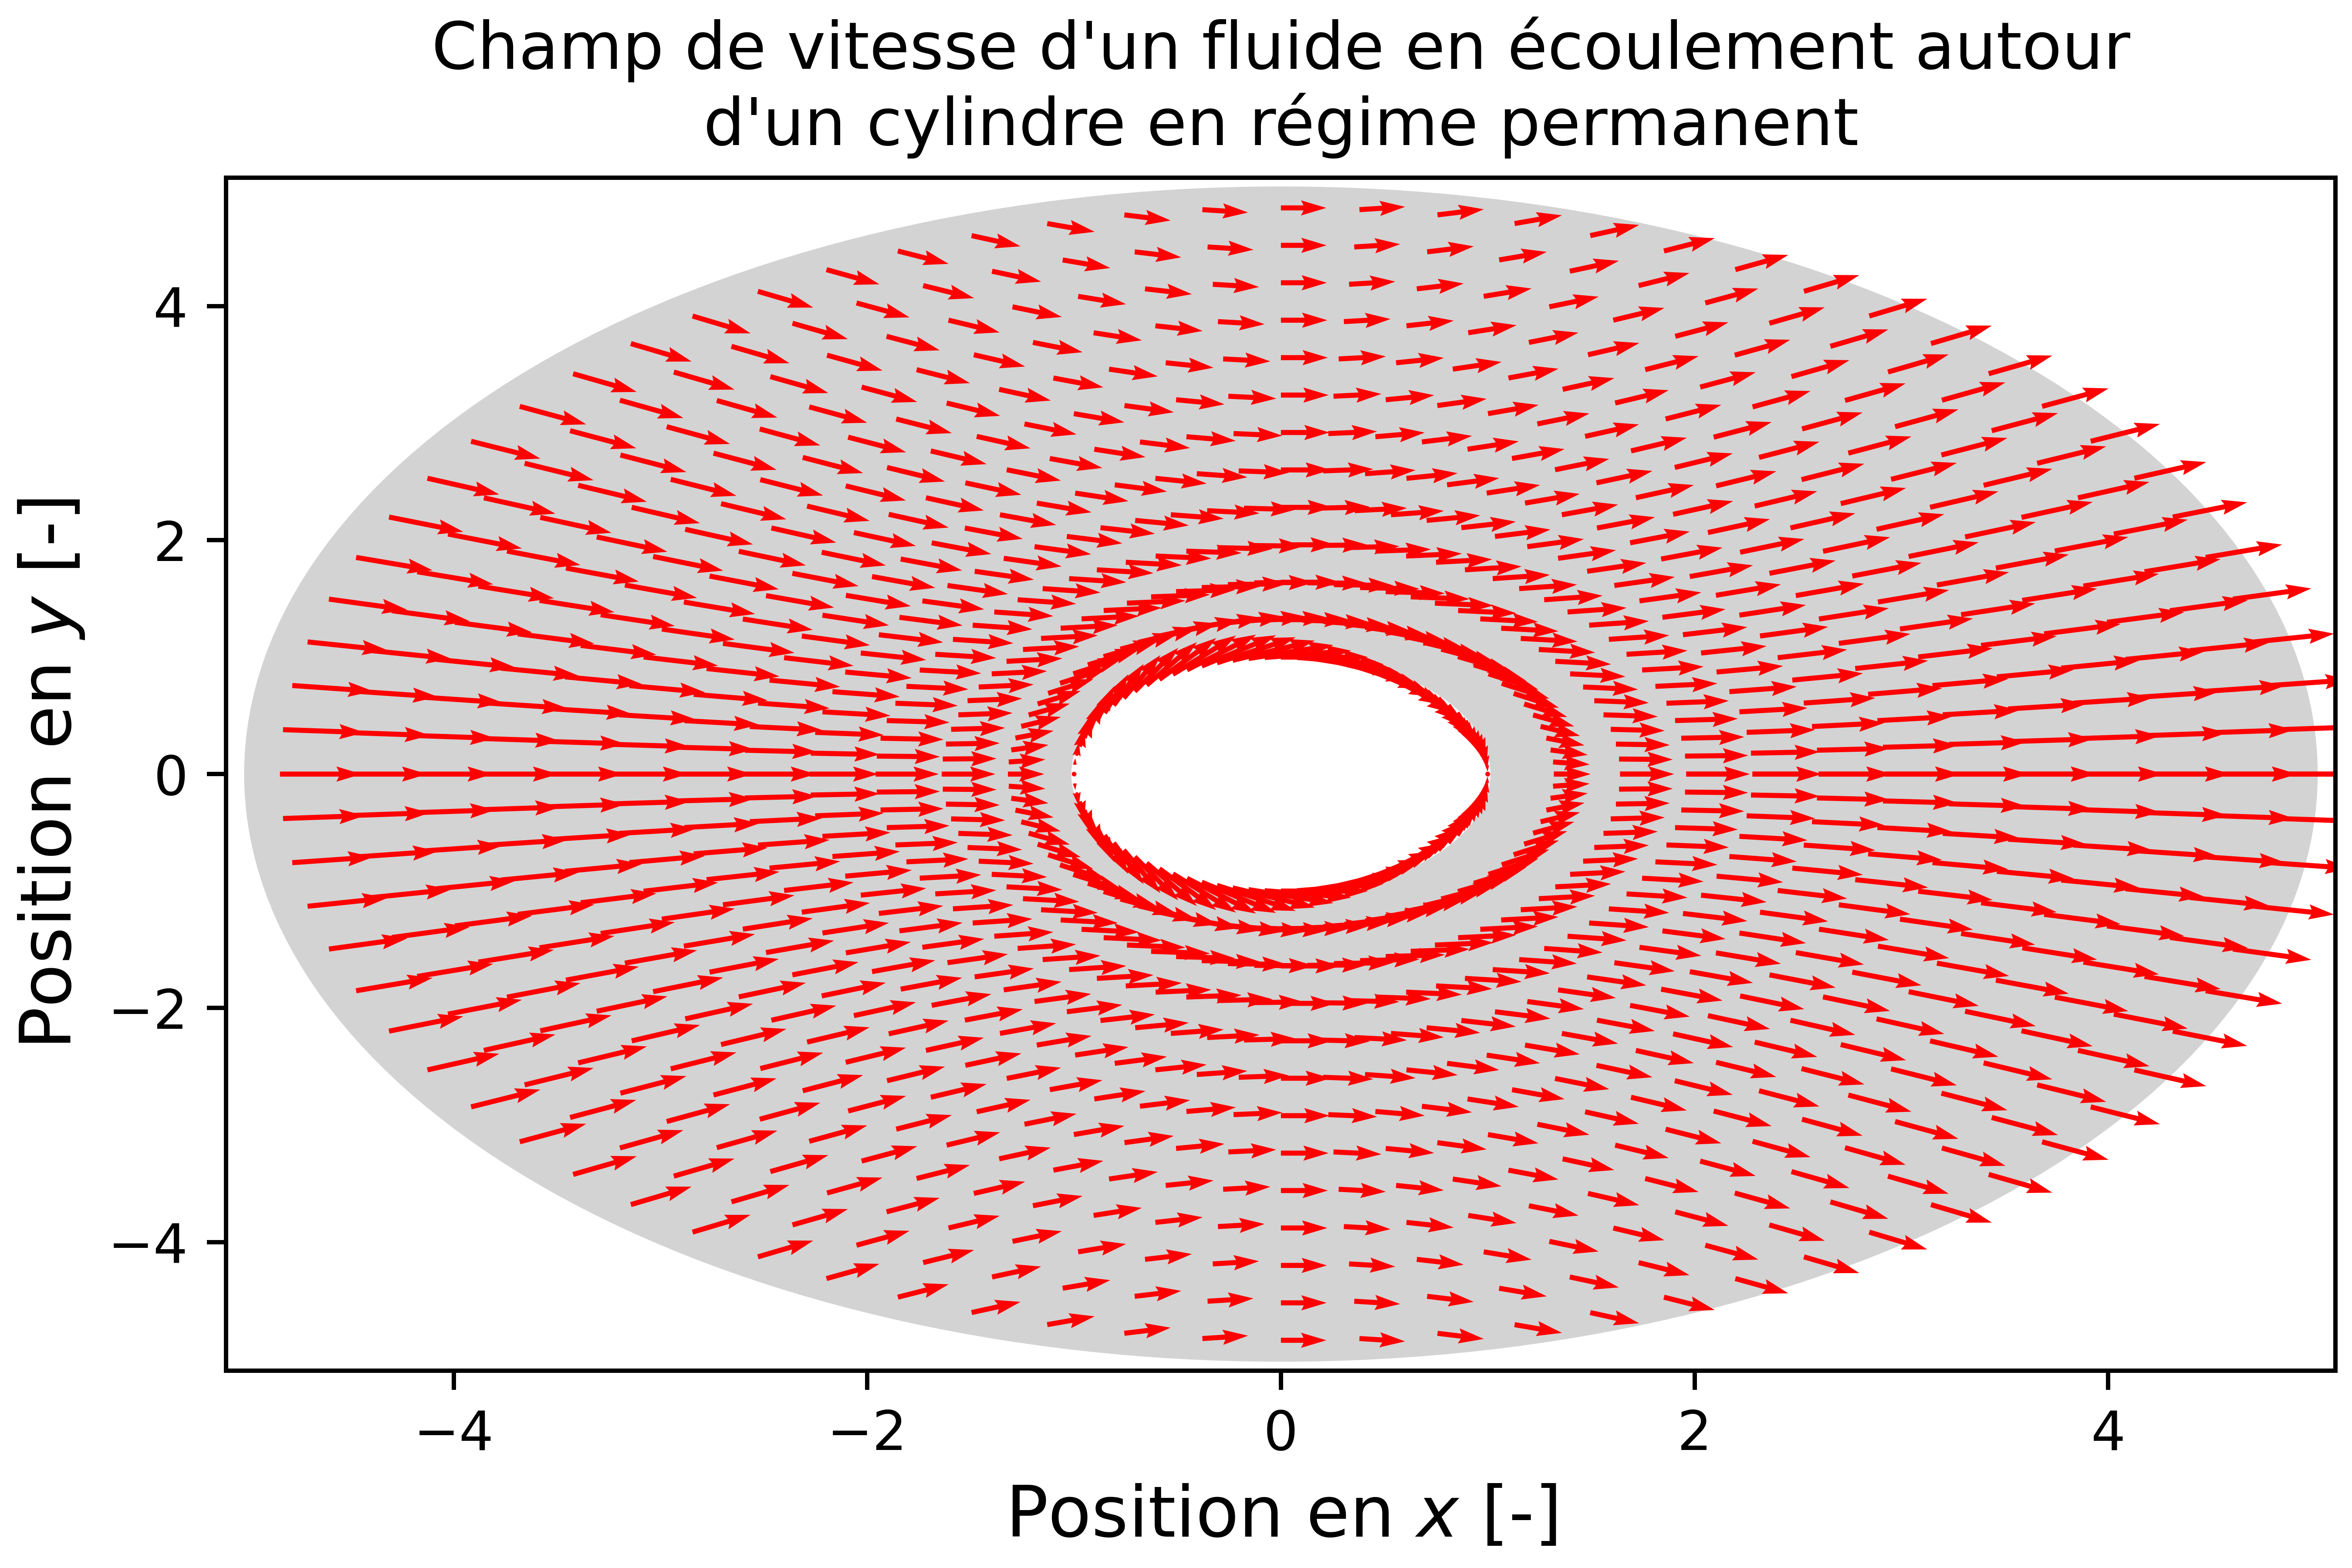 Champ de vitesse d'un fluide en écoulement autour
d'un cylindre en régime permanent
Position en y [-]
4
2
0
−2
−4
−4
−2
0
2
4
Position en x [-]